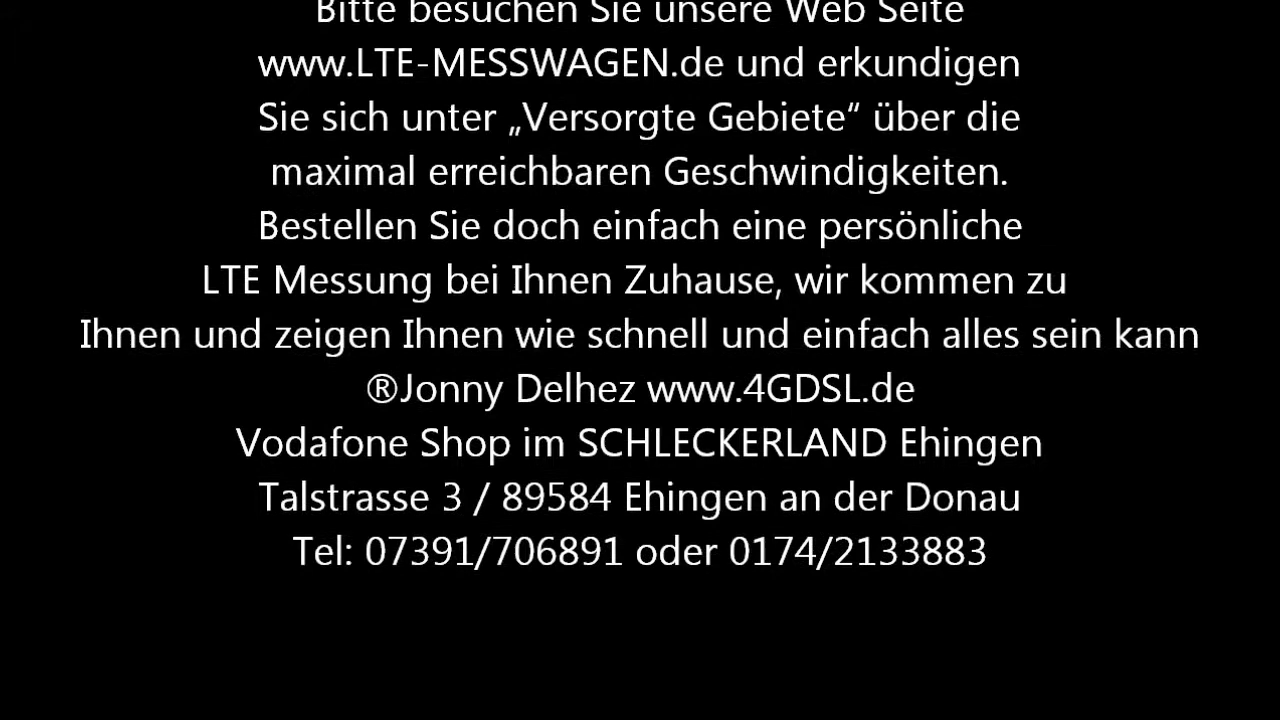 Bitte besuchen Sie unsere Web Seite
www.LTE-MESSWAGEN.de und erkundigen
Sie sich unter „Versorgte Gebiete“ über die
maximal erreichbaren Geschwindigkeiten.
Bestellen Sie doch einfach eine persönliche
LTE Messung bei Ihnen Zuhause, wir kommen zu
Ihnen und zeigen Ihnen wie schnell und einfach alles sein kann
®Jonny Delhez www.4GDSL.de
Vodafone Shop im SCHLECKERLAND Ehingen
Talstrasse 3 / 89584 Ehingen an der Donau
Tel: 07391/706891 oder 0174/2133883